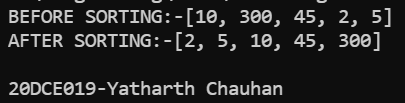 BEFORE SORTING:-[10, 300, 45, 2, 5]
AFTER SORTING:-[2, 5, 10, 45, 300]
20DCE019-Yatharth Chauhan